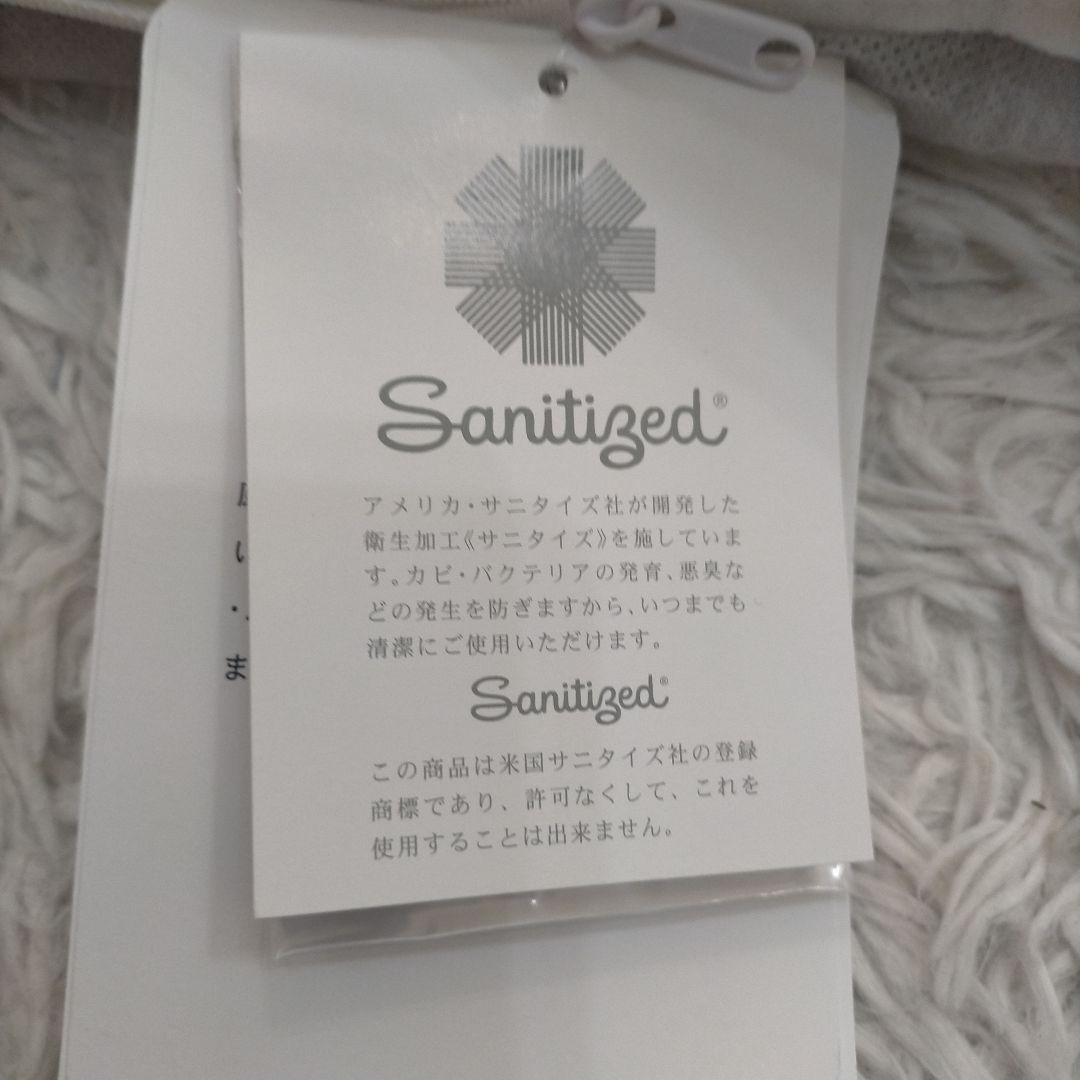 Sanitized®
アメリカ・サニタイズ社が開発した
衛生加工《サニタイズ》を施していま
す。カビ・バクテリアの発育、悪臭な
どの発生を防ぎますから、いつまでも
清潔にご使用いただけます。
Sanitized®
この商品は米国サニタイズ社の登録
商標であり、許可なくして、これを
使用することは出来ません。
い
ま